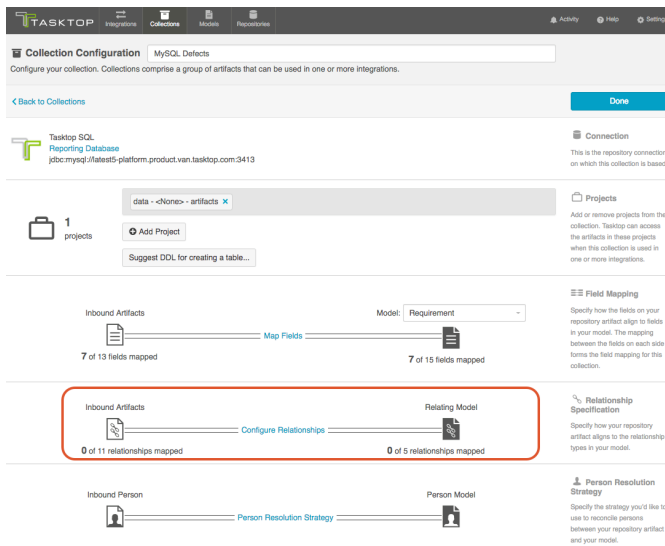 TASKTOP
Integrations
Collections
Models
Repositories
Activity
Help
Setting
Collection Configuration
MySQL Defects
Configure your collection. Collections comprise a group of artifacts that can be used in one or more integrations.
Back to Collections
Done
Tasktop SQL
Reporting Database
jdbc:mysql://latest5-platform.product.van.tasktop.com:3413
Connection
This is the repository connection
on which this collection is based
1
projects
data - <None> - artifacts ×
Add Project
Suggest DDL for creating a table...
Projects
Add or remove projects from the
collection. Tasktop can access
the artifacts in these projects
when this collection is used in
one or more integrations.
Inbound Artifacts
Model: Requirement
Map Fields
7 of 13 fields mapped
7 of 15 fields mapped
Field Mapping
Specify how the fields on your
repository artifact align to fields
in your model. The mapping
between the fields on each side
forms the field mapping for this
collection.
Inbound Artifacts
Relating Model
Configure Relationships
0 of 11 relationships mapped
0 of 5 relationships mapped
Relationship
Specification
Specify how your repository
artifact aligns to the relationship
types in your model.
Inbound Person
Person Model
Person Resolution Strategy
Person Resolution
Strategy
Specify the strategy you'd like to
use to reconcile persons
between your repository artifact
and your model.